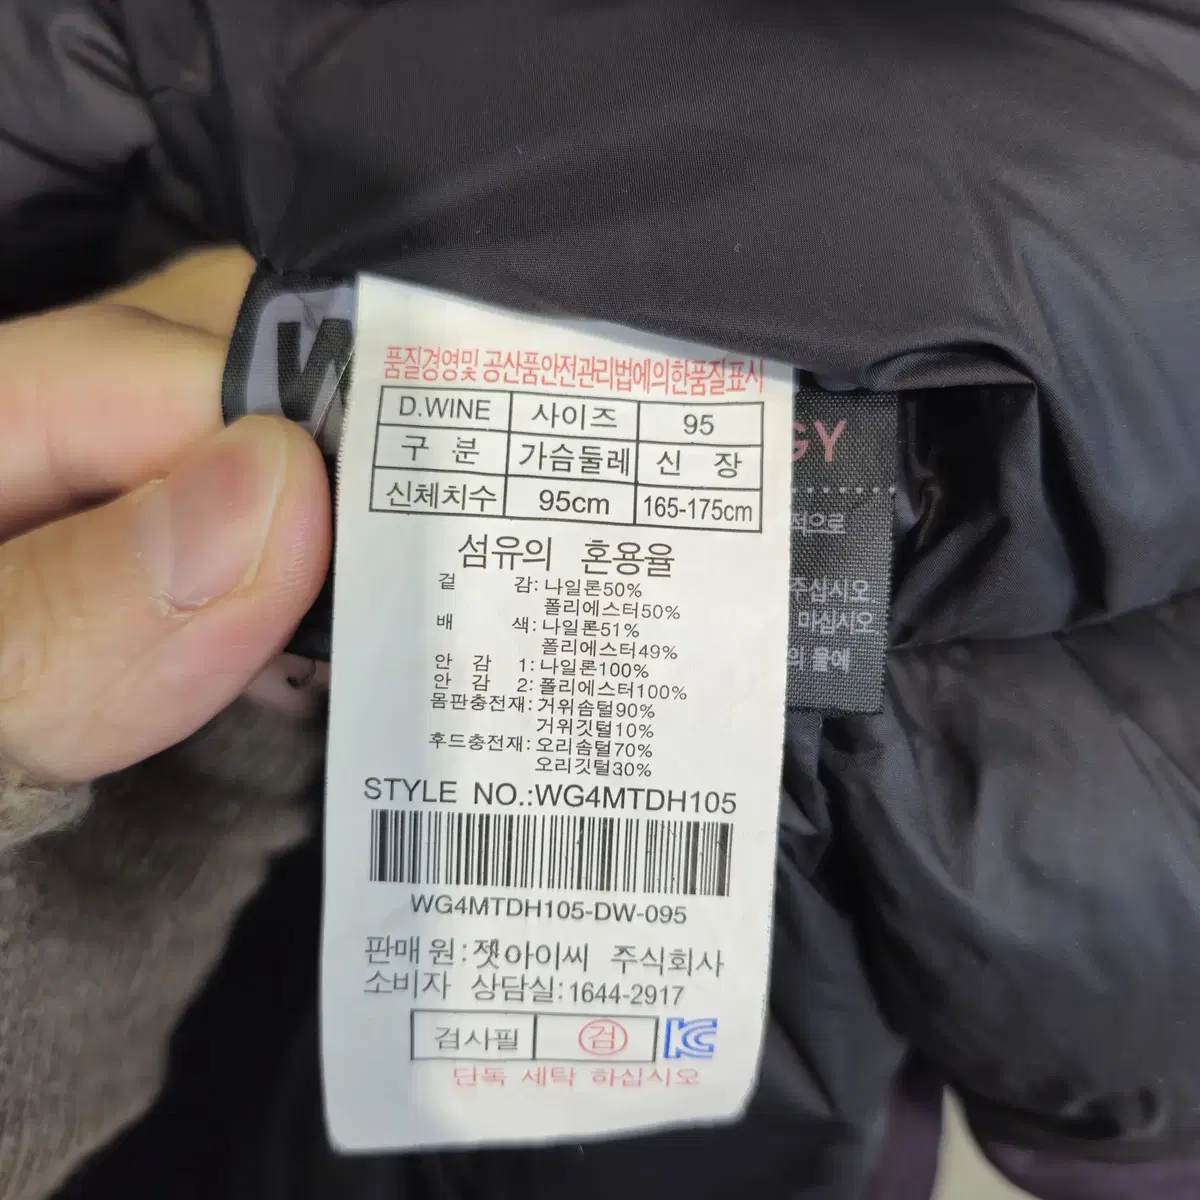 품질경영및 공산품안전관리법에의한품질표시
D.WINE 사이즈 95
구 분 가슴둘레 신 장
신체치수 95cm 165-175cm
섬유의 혼용율
겉 감: 나일론50%
폴리에스터50%
배 색: 나일론51%
폴리에스터49%
안 감 1: 나일론100%
안 감 2: 폴리에스터100%
몸판충전재: 거위솜털90%
거위깃털10%
후드충전재: 오리솜털70%
오리깃털30%
STYLE NO.:WG4MTDH105
WG4MTDH105-DW-095
판매원: 젯아이씨 주식회사
소비자 상담실:1644-2917
검사필 검 KC
단독 세탁 하십시오
W
GY
적으로
주십시오
마십시오
의 물에